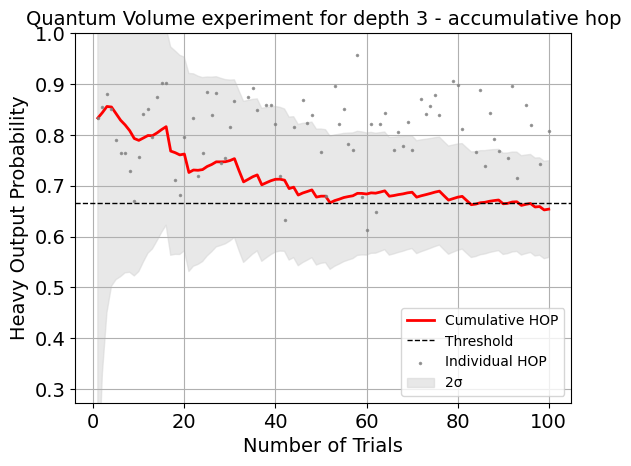 Quantum Volume experiment for depth 3 - accumulative hop
1.0
0.9
0.8
0.7
0.6
0.5
0.4
0.3
Heavy Output Probability
Cumulative HOP
Threshold
Individual HOP
2σ
0 20 40 60 80 100
Number of Trials